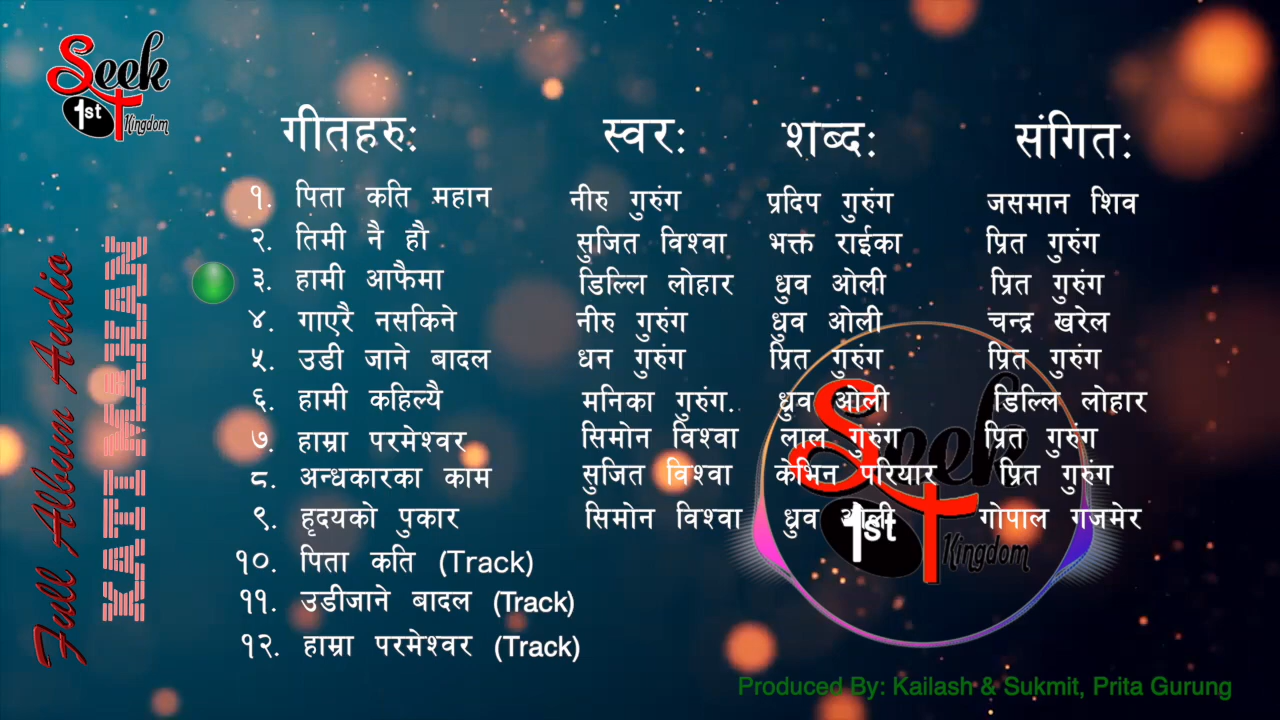 Seek
1st
Kingdom
गीतहरुः स्वरः शब्दः संगितः
१. पिता कति महान नीरु गुरुंग प्रदिप गुरुंग जसमान शिव
२. तिमी नै हौ सुजित विश्वा भक्त राईका प्रित गुरुंग
३. हामी आफैमा डिल्लि लोहार धुव ओली प्रित गुरुंग
४. गाएरै नसकिने नीरु गुरुंग धुव ओली चन्द्र खरेल
५. उडी जाने बादल धन गुरुंग प्रित गुरुंग प्रित गुरुंग
६. हामी कहिल्यै मनिका गुरुंग. ध्रुव ओली डिल्लि लोहार
७. हाम्रा परमेश्वर सिमोन विश्वा लाल गुरुंग प्रित गुरुंग
८. अन्धकारका काम सुजित विश्वा केभिन परियार प्रित गुरुंग
९. हृदयको पुकार सिमोन विश्वा ध्रुव ओली गोपाल गजमेर
१०. पिता कति (Track)
११. उडीजाने बादल (Track)
१२. हाम्रा परमेश्वर (Track)
Full Album Audio
KATI MAHAN
Seek
1st
Kingdom
Produced By: Kailash & Sukmit, Prita Gurung